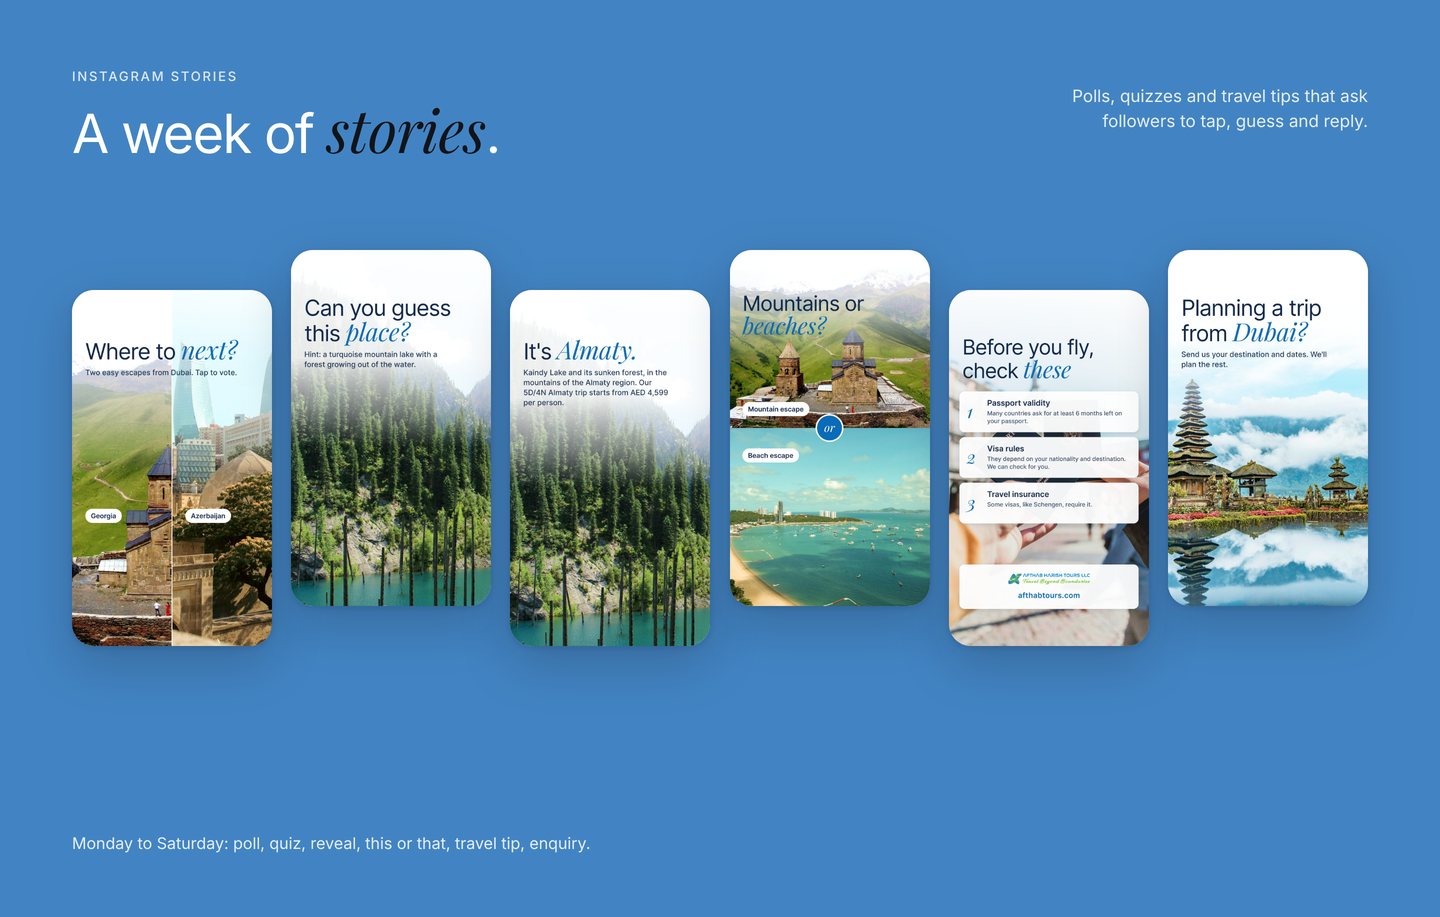 INSTAGRAM STORIES
A week of stories.
Polls, quizzes and travel tips that ask
followers to tap, guess and reply.
Where to next?
Two easy escapes from Dubai. Tap to vote.
Georgia
Azerbaijan
Can you guess
this place?
Hint: a turquoise mountain lake with a
forest growing out of the water.
It's Almaty.
Kaindy Lake and its sunken forest, in the
mountains of the Almaty region. Our
5D/4N Almaty trip starts from AED 4,599
per person.
Mountains or
beaches?
Mountain escape
or
Beach escape
Before you fly,
check these
1
Passport validity
Many countries ask for at least 6 months left on
your passport.
2
Visa rules
They depend on your nationality and destination.
We can check for you.
3
Travel insurance
Some visas, like Schengen, require it.
AFTHAB HARISH TOURS LLC
Travel Beyond Boundaries
afthabtours.com
Planning a trip
from Dubai?
Send us your destination and dates. We'll
plan the rest.
Monday to Saturday: poll, quiz, reveal, this or that, travel tip, enquiry.